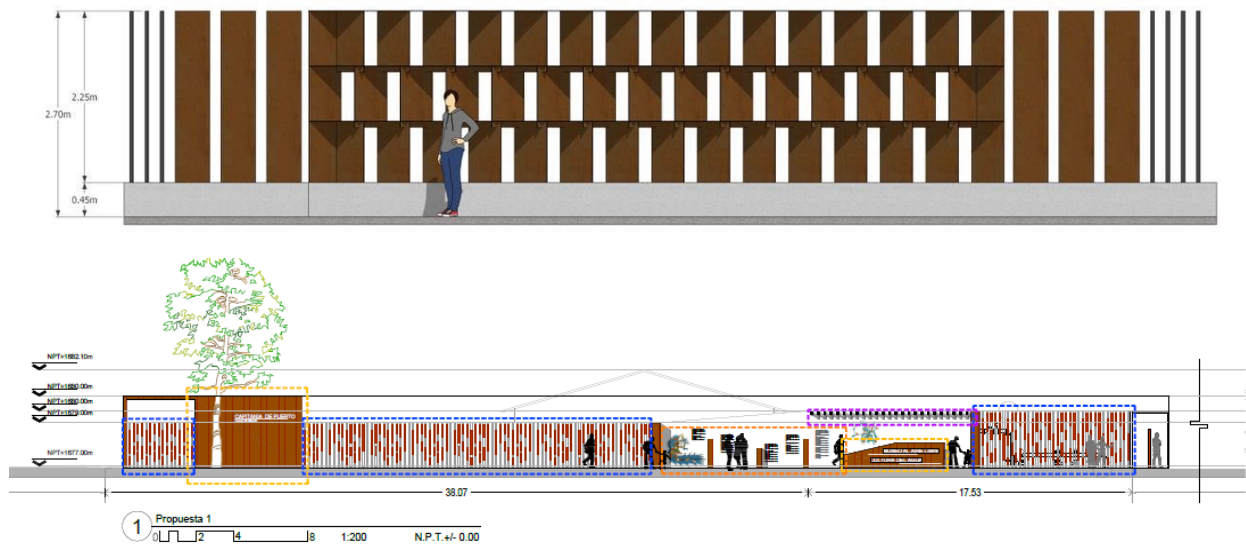 2.25m
2.70m
0.45m
NPT=1682.10m
NPT=1680.00m
NPT=1680.00m
NPT=1679.00m
CAPITANIA DE PUERTO
NPT=1677.00m
38.07
17.53
1
Propuesta 1
0 2 4 8 1:200 N.P.T.+/- 0.00